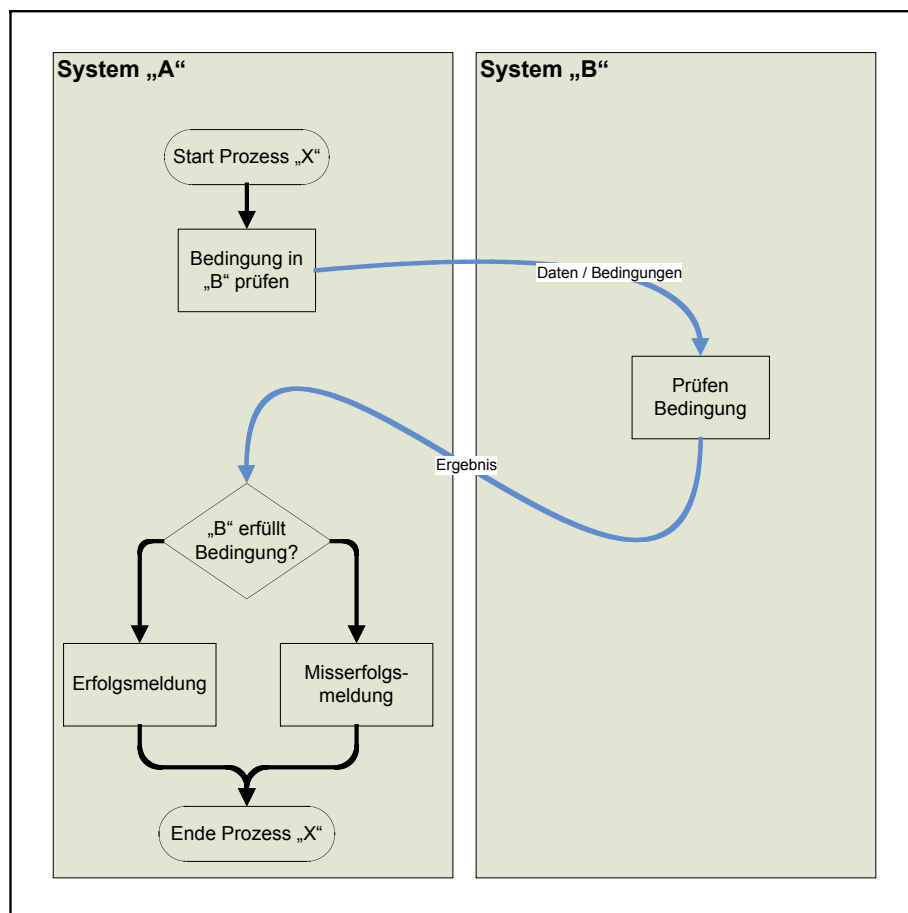 System „A“
System „B“
Start Prozess „X“
Bedingung in
„B“ prüfen
Daten / Bedingungen
Prüfen
Bedingung
Ergebnis
„B“ erfüllt
Bedingung?
Erfolgsmeldung
Misserfolgs-
meldung
Ende Prozess „X“